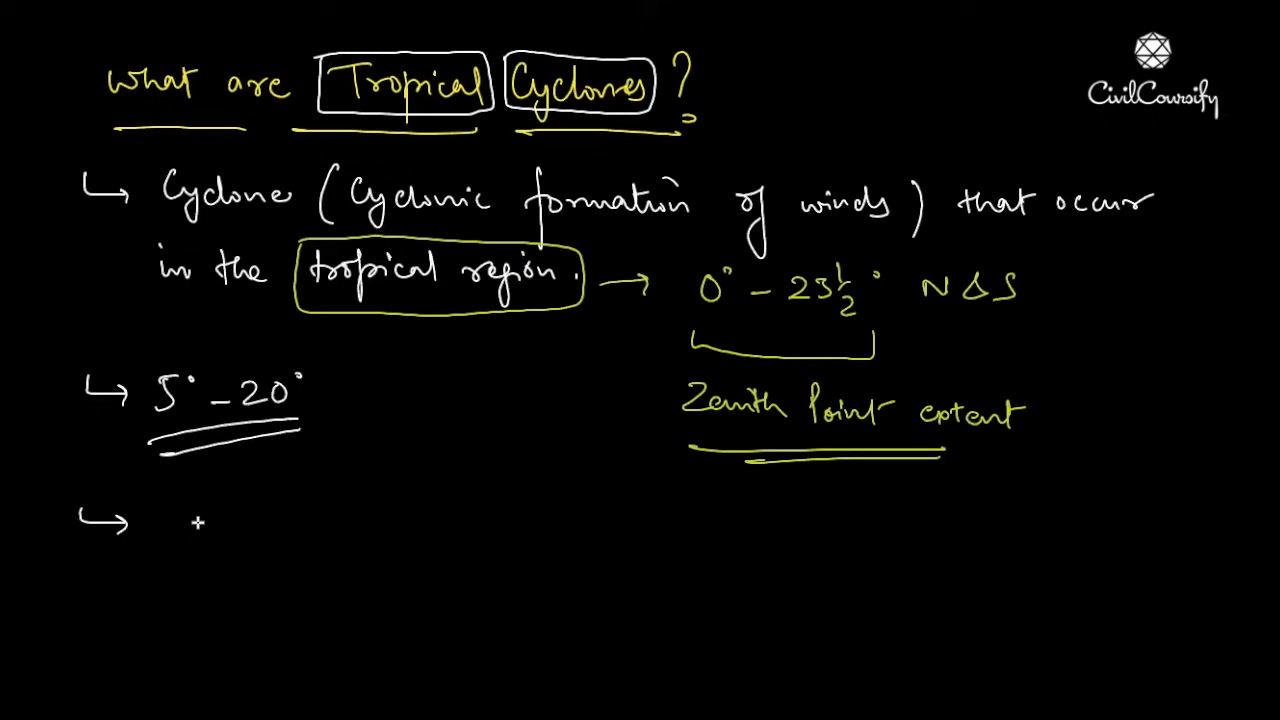 What are Tropical Cyclones ?
CivilCoursify
↳ Cyclone (Cyclonic formation of winds) that occur
in the tropical region. → 0° - 23½° N & S
↳ 5° - 20°
Zenith Point extent
↳